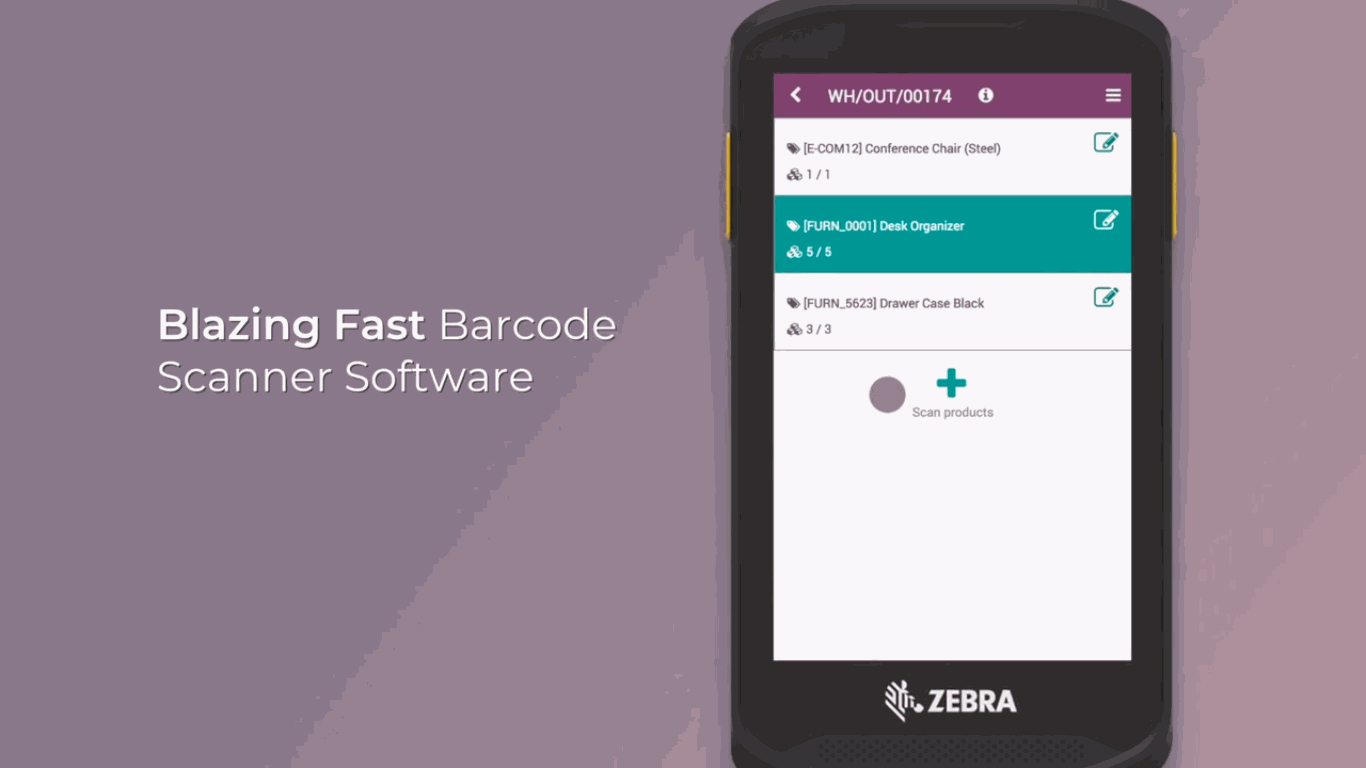 Blazing Fast Barcode
Scanner Software
WH/OUT/00174
[E-COM12] Conference Chair (Steel)
1 / 1
[FURN_0001] Desk Organizer
5 / 5
[FURN_5623] Drawer Case Black
3 / 3
Scan products
ZEBRA